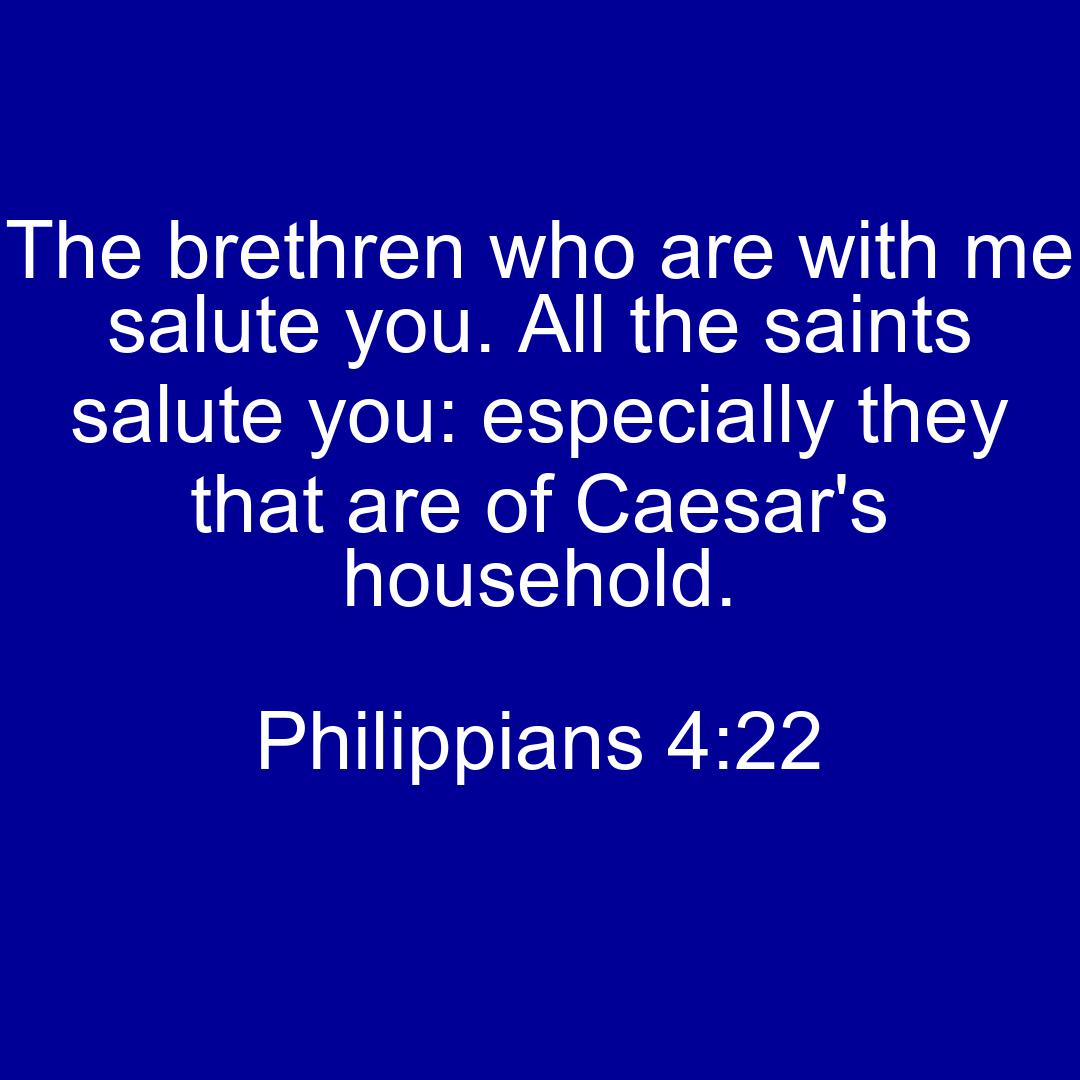 The brethren who are with me
salute you. All the saints
salute you: especially they
that are of Caesar's
household.
Philippians 4:22